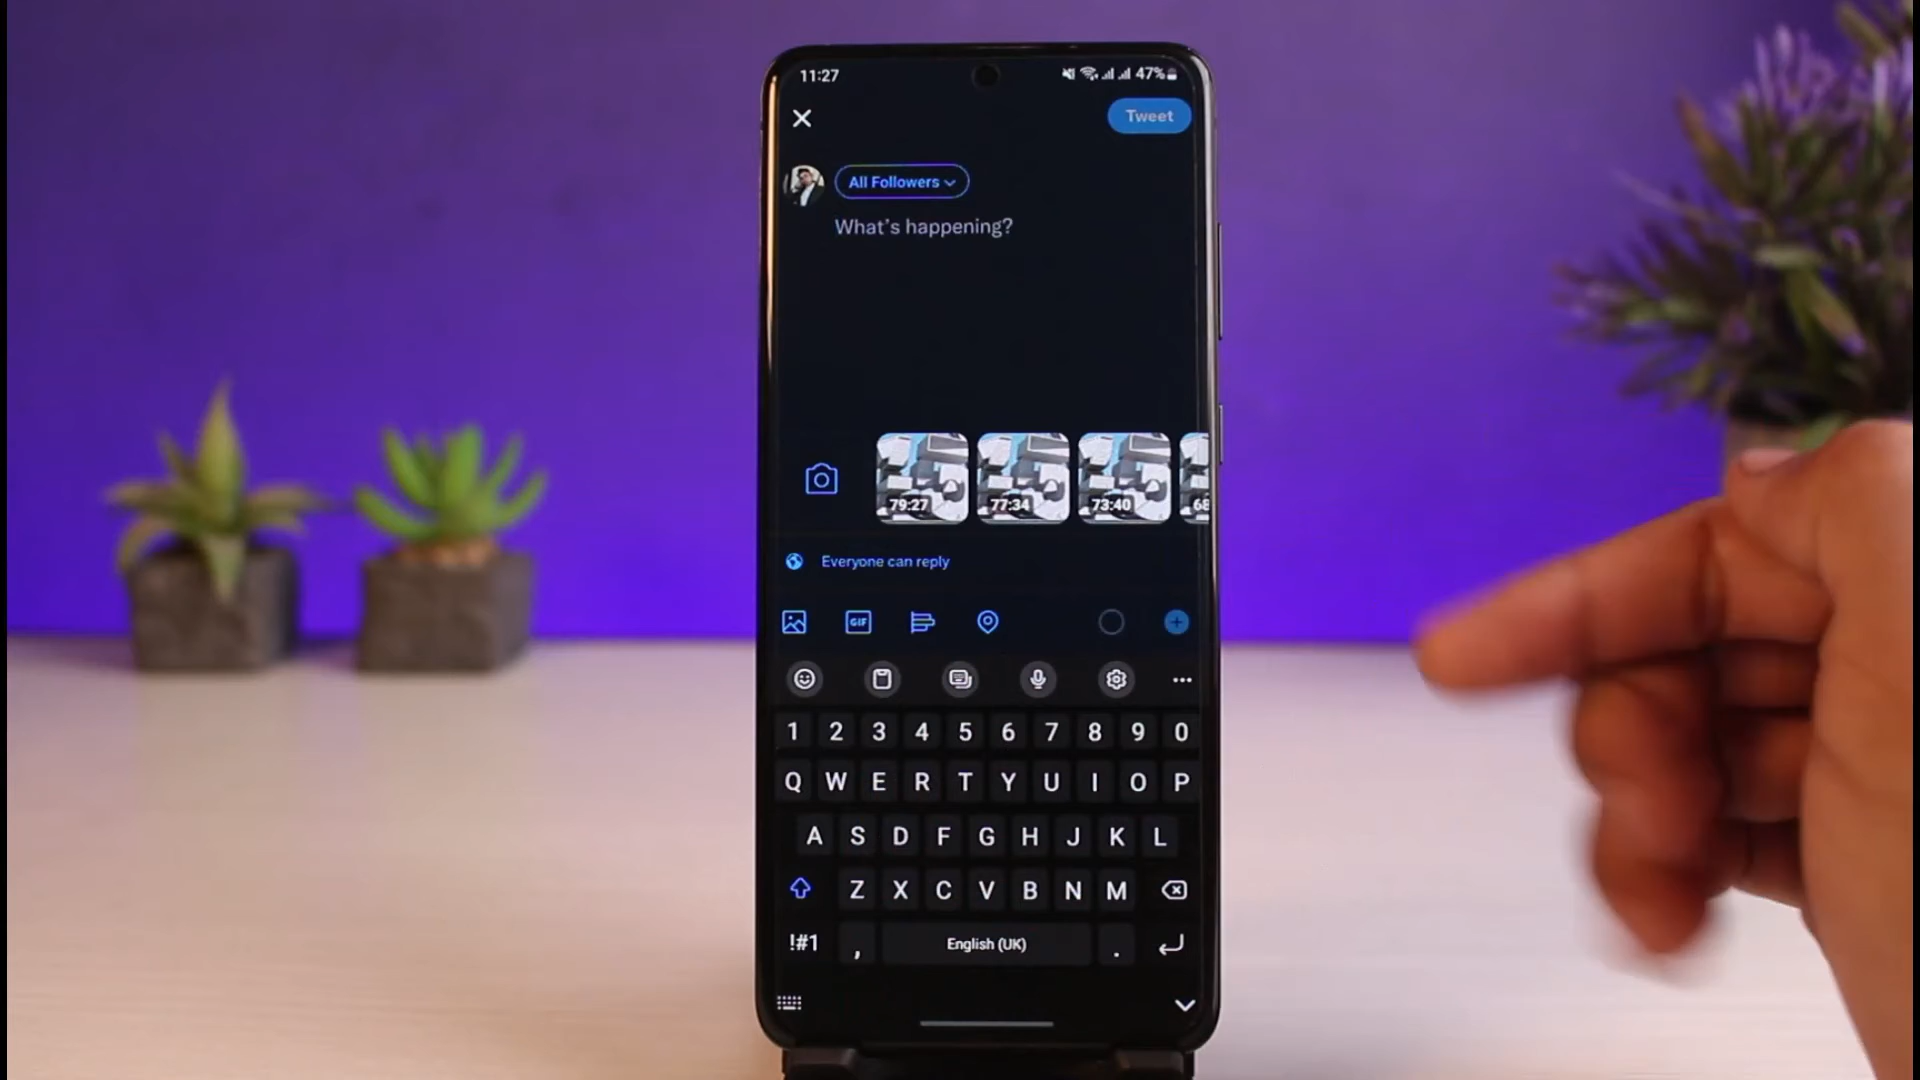 11:27 47%
Tweet
All Followers
What's happening?
79:27 77:34 73:40 68
Everyone can reply
GIF
1 2 3 4 5 6 7 8 9 0
Q W E R T Y U I O P
A S D F G H J K L
Z X C V B N M
!#1 , English (UK) .